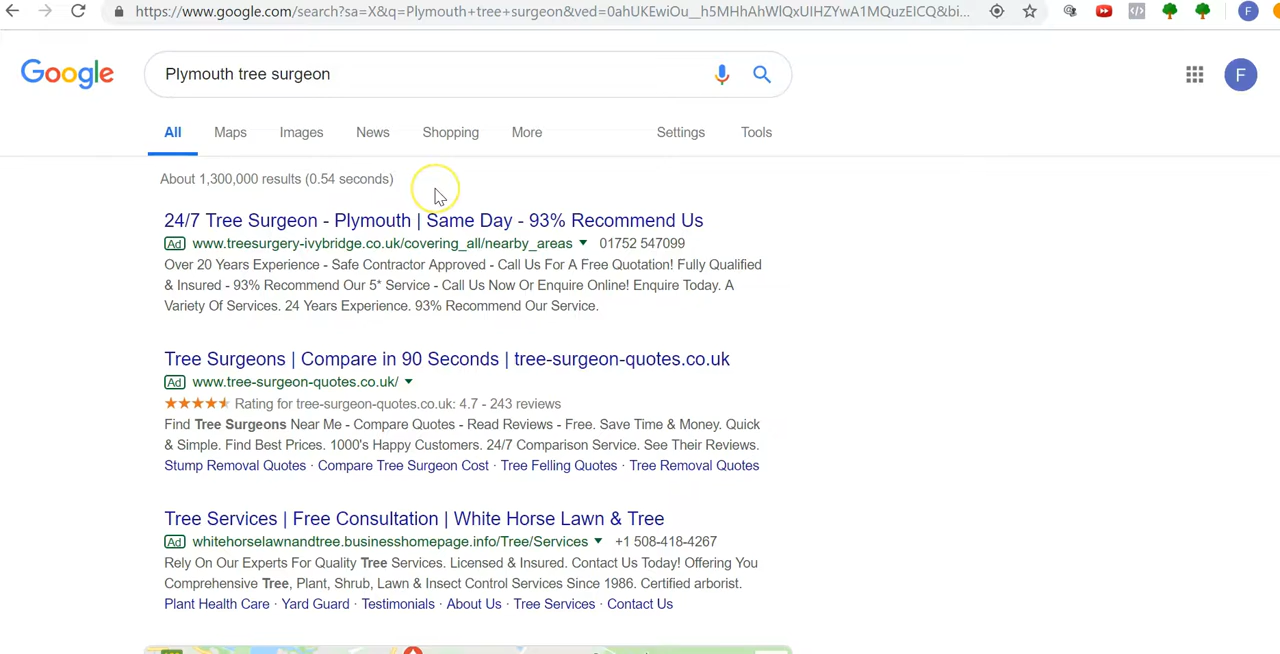 https://www.google.com/search?sa=X&q=Plymouth+tree+surgeon&ved=0ahUKEwiOu__h5MHhAhWlQxUIHZYwA1MQuzEICQ&bi...
F
Google
Plymouth tree surgeon
F
All Maps Images News Shopping More Settings Tools
About 1,300,000 results (0.54 seconds)
24/7 Tree Surgeon - Plymouth | Same Day - 93% Recommend Us
Ad www.treesurgery-ivybridge.co.uk/covering_all/nearby_areas 01752 547099
Over 20 Years Experience - Safe Contractor Approved - Call Us For A Free Quotation! Fully Qualified
& Insured - 93% Recommend Our 5* Service - Call Us Now Or Enquire Online! Enquire Today. A
Variety Of Services. 24 Years Experience. 93% Recommend Our Service.
Tree Surgeons | Compare in 90 Seconds | tree-surgeon-quotes.co.uk
Ad www.tree-surgeon-quotes.co.uk/
Rating for tree-surgeon-quotes.co.uk: 4.7 - 243 reviews
Find Tree Surgeons Near Me - Compare Quotes - Read Reviews - Free. Save Time & Money. Quick
& Simple. Find Best Prices. 1000's Happy Customers. 24/7 Comparison Service. See Their Reviews.
Stump Removal Quotes · Compare Tree Surgeon Cost · Tree Felling Quotes · Tree Removal Quotes
Tree Services | Free Consultation | White Horse Lawn & Tree
Ad whitehorselawnandtree.businesshomepage.info/Tree/Services +1 508-418-4267
Rely On Our Experts For Quality Tree Services. Licensed & Insured. Contact Us Today! Offering You
Comprehensive Tree, Plant, Shrub, Lawn & Insect Control Services Since 1986. Certified arborist.
Plant Health Care · Yard Guard · Testimonials · About Us · Tree Services · Contact Us